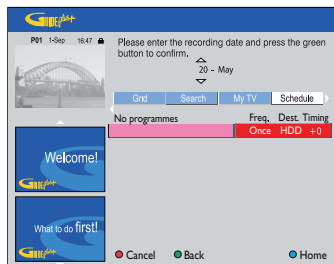 GUIDE Plus+
P01 1-Sep 16:47
Please enter the recording date and press the green
button to confirm.
20 - May
Grid Search My TV Schedule
No programmes Freq. Dest. Timing
Once HDD +0
Welcome!
GUIDE Plus+
What to do first!
GUIDE Plus+
Cancel Back Home